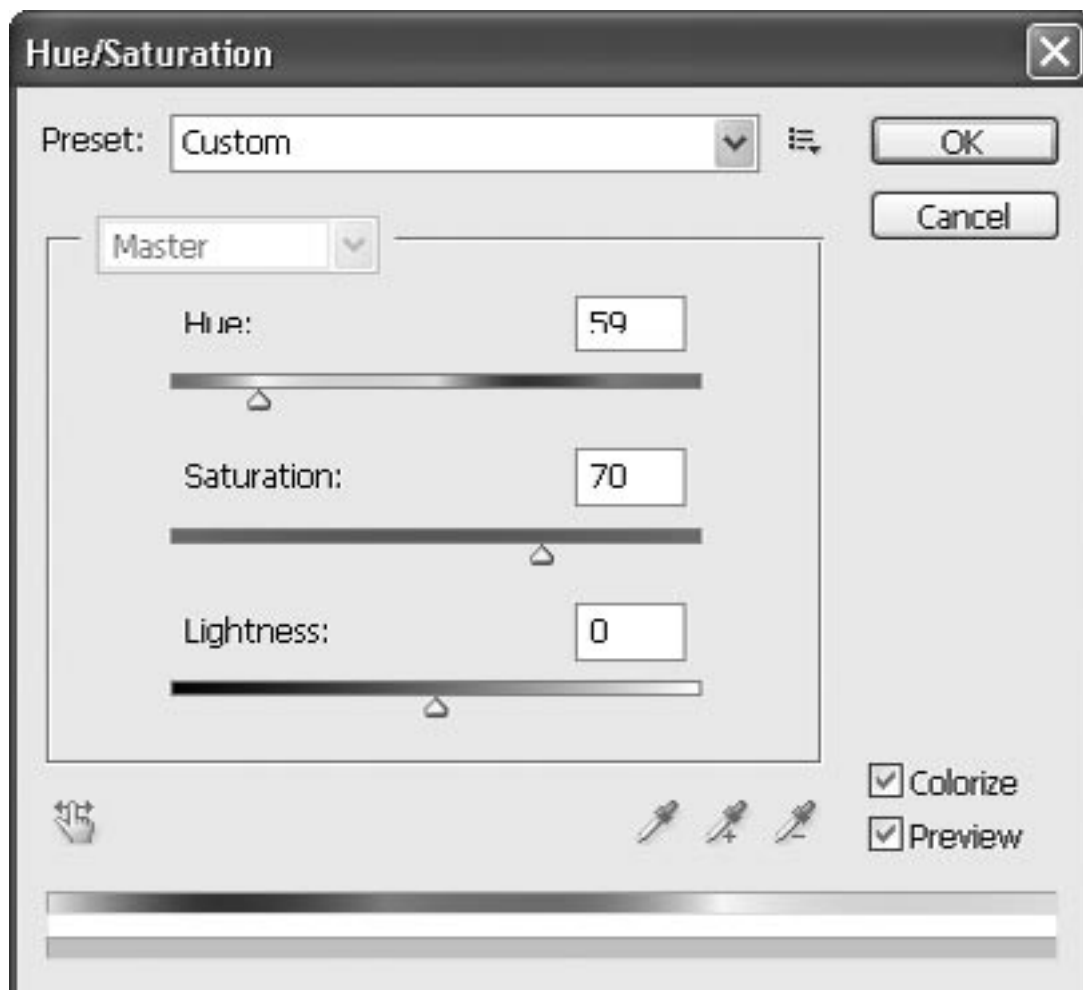 Hue/Saturation
Preset: Custom
OK
Cancel
Master
Hue: 59
Saturation: 70
Lightness: 0
Colorize
Preview